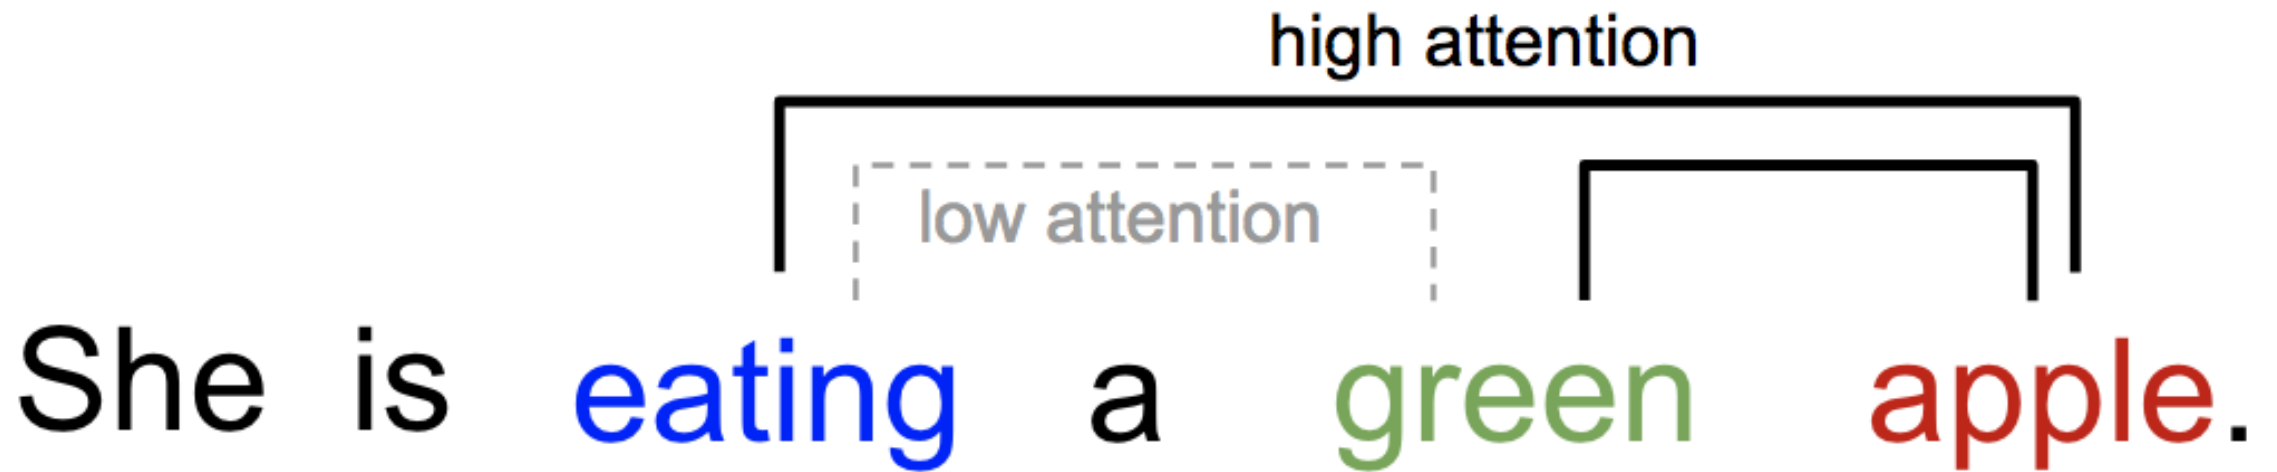 high attention
low attention
She is eating a green apple.